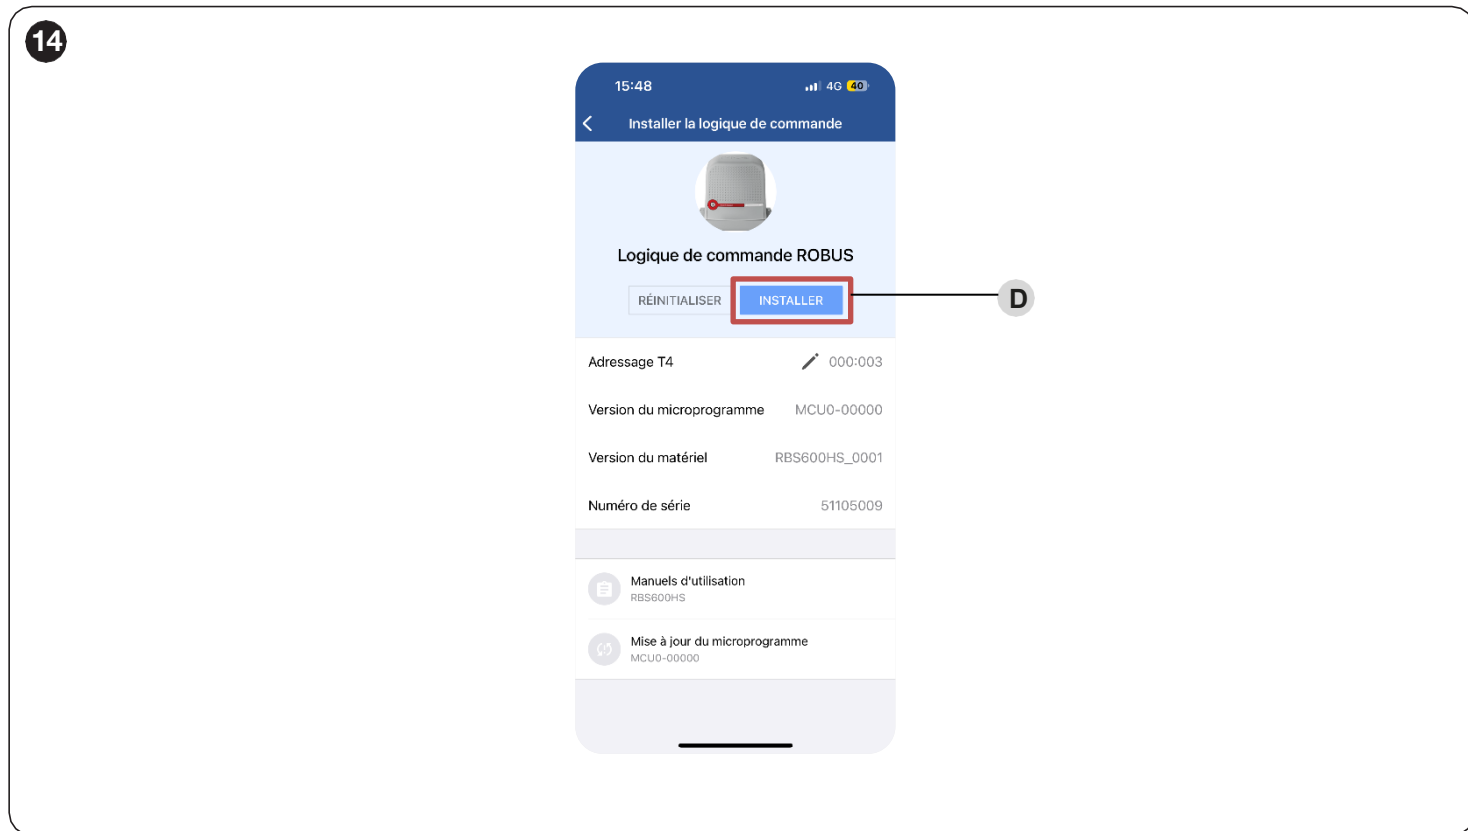 14
15:48
4G 40
Installer la logique de commande
Logique de commande ROBUS
RÉINITIALISER INSTALLER
D
Adressage T4 000:003
Version du microprogramme MCU0-00000
Version du matériel RBS600HS_0001
Numéro de série 51105009
Manuels d'utilisation
RBS600HS
Mise à jour du microprogramme
MCU0-00000